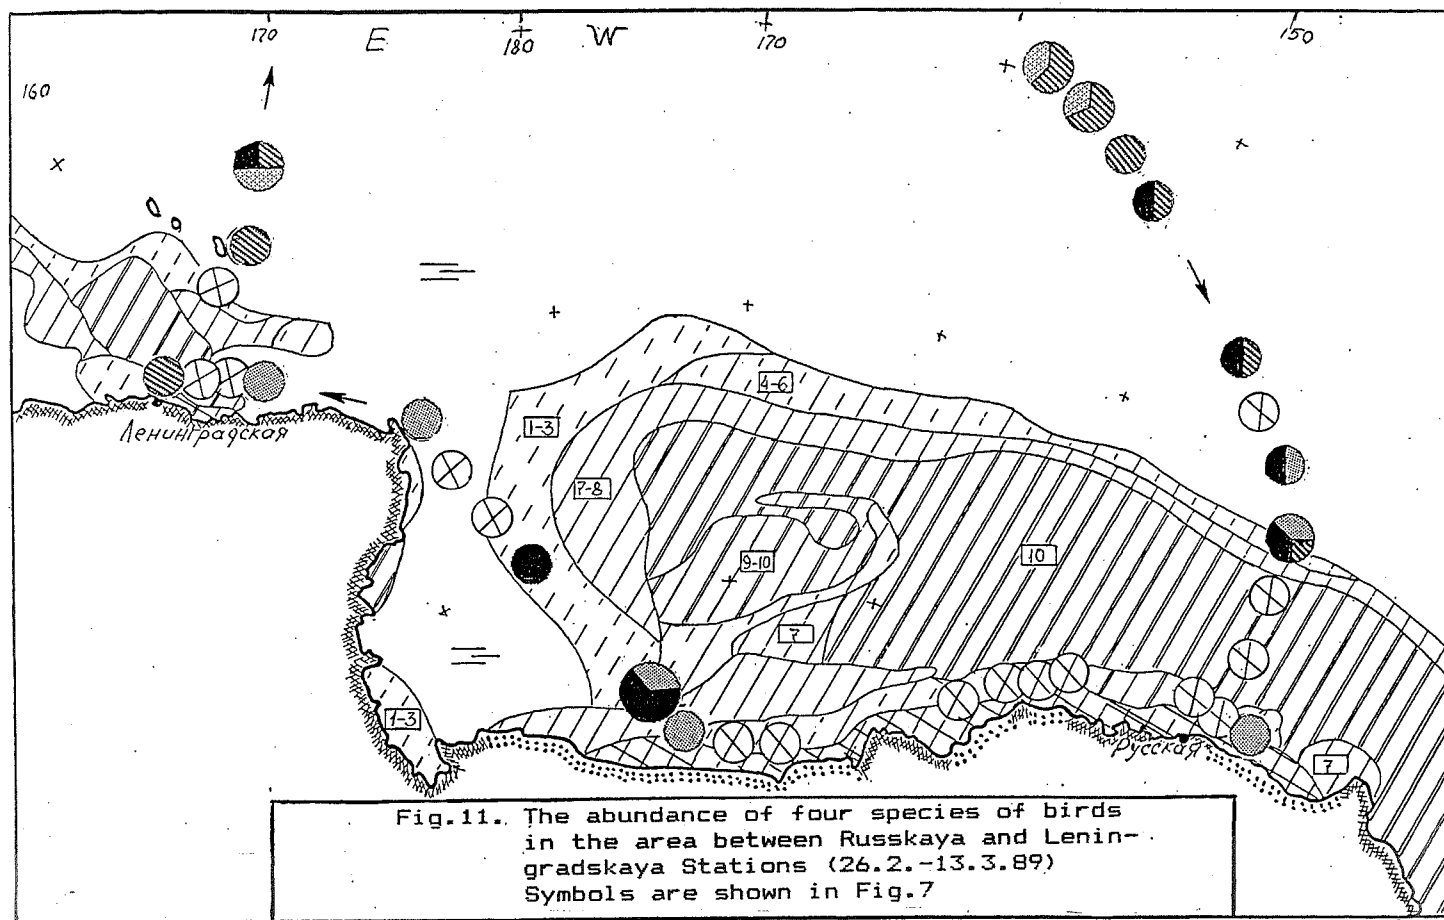 170 E 180 W 170 150
160
4-6
1-3
7-8
9-10
10
7
Ленинградская
1-3
Русская
7
Fig.11. The abundance of four species of birds
in the area between Russkaya and Lenin-
gradskaya Stations (26.2.-13.3.89)
Symbols are shown in Fig.7